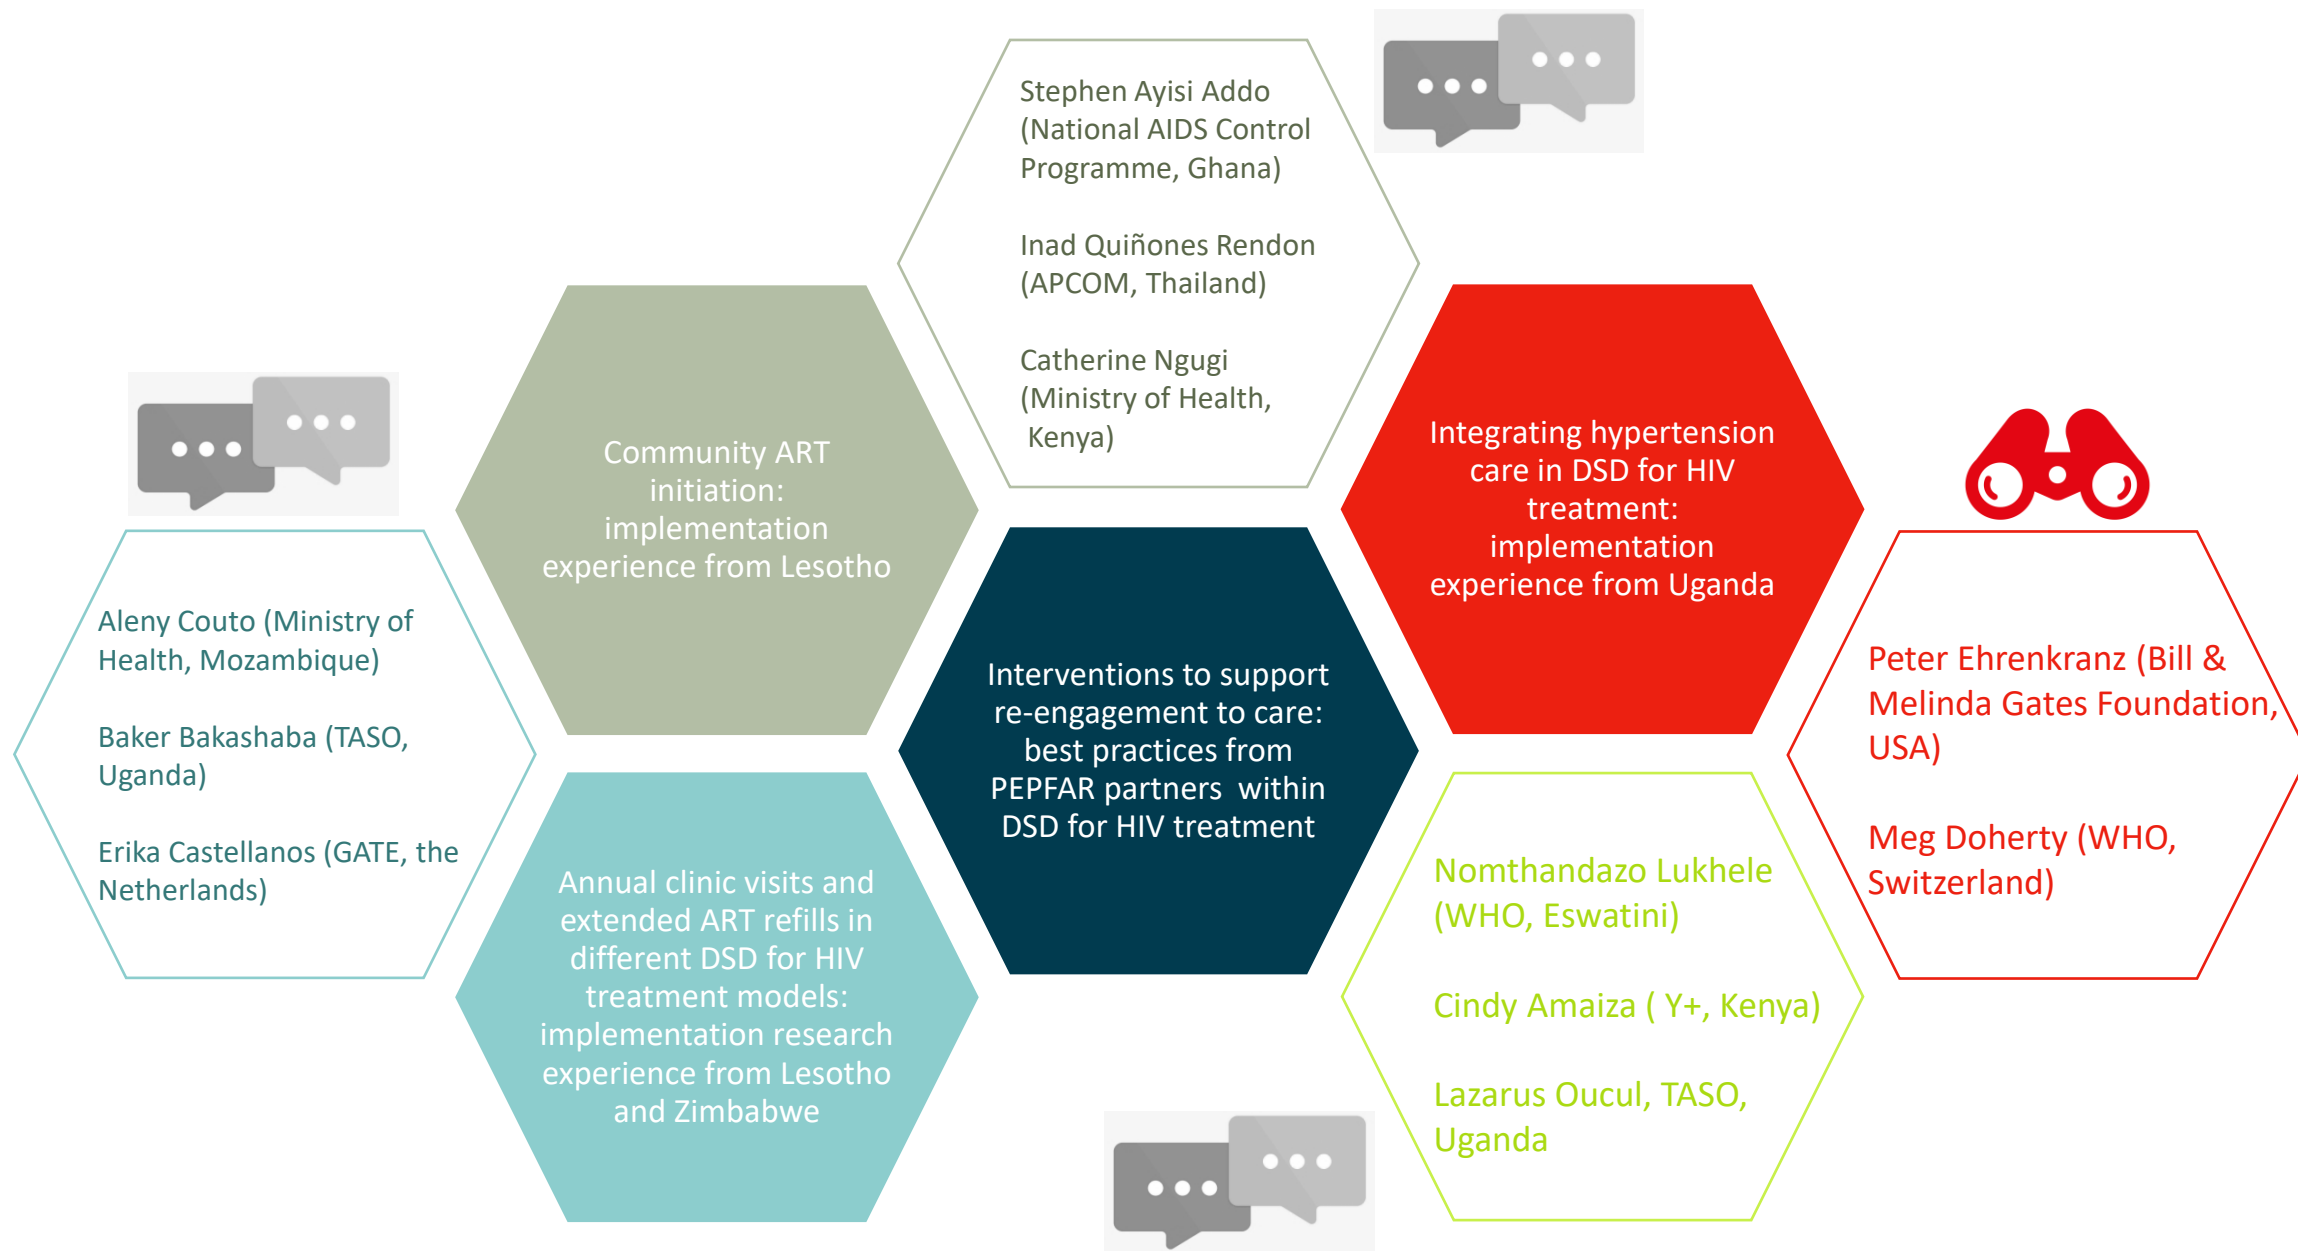 Stephen Ayisi Addo
(National AIDS Control
Programme, Ghana)
Inad Quiñones Rendon
(APCOM, Thailand)
Catherine Ngugi
(Ministry of Health,
Kenya)
Community ART
initiation:
implementation
experience from Lesotho
Integrating hypertension
care in DSD for HIV
treatment:
implementation
experience from Uganda
Aleny Couto (Ministry of
Health, Mozambique)
Baker Bakashaba (TASO,
Uganda)
Erika Castellanos (GATE, the
Netherlands)
Interventions to support
re-engagement to care:
best practices from
PEPFAR partners  within
DSD for HIV treatment
Peter Ehrenkranz (Bill &
Melinda Gates Foundation,
USA)
Meg Doherty (WHO,
Switzerland)
Annual clinic visits and
extended ART refills in
different DSD for HIV
treatment models:
implementation research
experience from Lesotho
and Zimbabwe
Nomthandazo Lukhele
(WHO, Eswatini)
Cindy Amaiza ( Y+, Kenya)
Lazarus Oucul, TASO,
Uganda